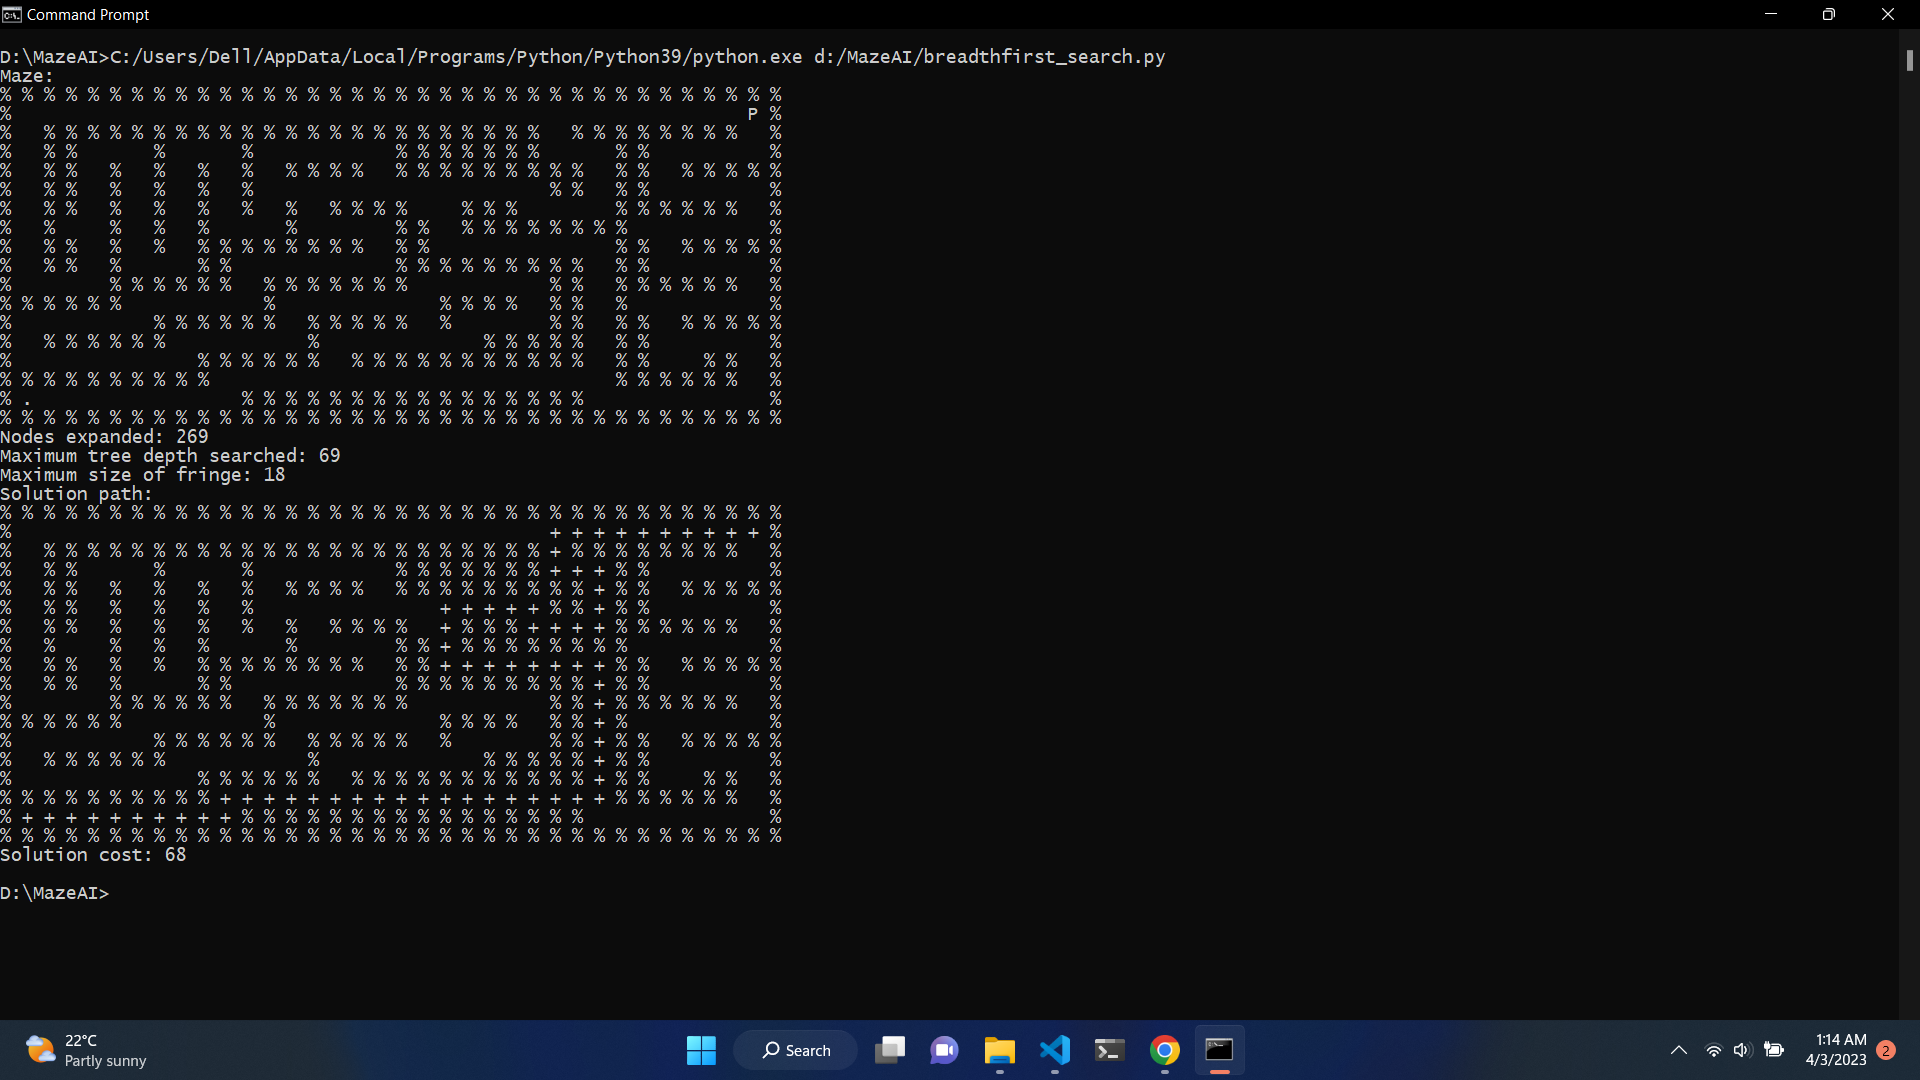 Command Prompt
D:\MazeAI>C:/Users/Dell/AppData/Local/Programs/Python/Python39/python.exe d:/MazeAI/breadthfirst_search.py
Maze:
% % % % % % % % % % % % % % % % % % % % % % % % % % % % % % % % % % % %
%                                                                   P %
%   % % % % % % % % % % % % % % % % % % % % % % %   % % % % % % % %   %
%   % %       %       %             % % % % % % %       % %           %
%   % %   %   %   %   %   % % % %   % % % % % % % % %   % %   % % % % %
%   % %   %   %   %   %                           % %   % %           %
%   % %   %   %   %   %   %   % % % %     % % %         % % % % % %   %
%   %     %   %   %       %         % %   % % % % % % % %             %
%   % %   %   %   % % % % % % % %   % %                 % %   % % % % %
%   % %   %       % %               % % % % % % % % %   % %           %
%         % % % % % %   % % % % % % %             % %   % % % % % %   %
% % % % % %             %               % % % %   % %   %             %
%             % % % % % %   % % % % %   %         % %   % %   % % % % %
%   % % % % % %             %               % % % % %   % %           %
%                 % % % % % %   % % % % % % % % % % %   % %     % %   %
% % % % % % % % % %                                     % % % % % %   %
% .                   % % % % % % % % % % % % % % % %                 %
% % % % % % % % % % % % % % % % % % % % % % % % % % % % % % % % % % % %
Nodes expanded: 269
Maximum tree depth searched: 69
Maximum size of fringe: 18
Solution path:
% % % % % % % % % % % % % % % % % % % % % % % % % % % % % % % % % % % %
%                                                 + + + + + + + + + + %
%   % % % % % % % % % % % % % % % % % % % % % % % + % % % % % % % %   %
%   % %       %       %             % % % % % % % + + + % %           %
%   % %   %   %   %   %   % % % %   % % % % % % % % % + % %   % % % % %
%   % %   %   %   %   %                 + + + + + % % + % %           %
%   % %   %   %   %   %   %   % % % %   + % % % + + + + % % % % % %   %
%   %     %   %   %       %         % % + % % % % % % % %             %
%   % %   %   %   % % % % % % % %   % % + + + + + + + + % %   % % % % %
%   % %   %       % %               % % % % % % % % % + % %           %
%         % % % % % %   % % % % % % %             % % + % % % % % %   %
% % % % % %             %               % % % %   % % + %             %
%             % % % % % %   % % % % %   %         % % + % %   % % % % %
%   % % % % % %             %               % % % % % + % %           %
%                 % % % % % %   % % % % % % % % % % % + % %     % %   %
% % % % % % % % % % + + + + + + + + + + + + + + + + + + % % % % % %   %
% + + + + + + + + + + % % % % % % % % % % % % % % % %                 %
% % % % % % % % % % % % % % % % % % % % % % % % % % % % % % % % % % % %
Solution cost: 68
D:\MazeAI>
22°C
Partly sunny
Search
1:14 AM
4/3/2023
2